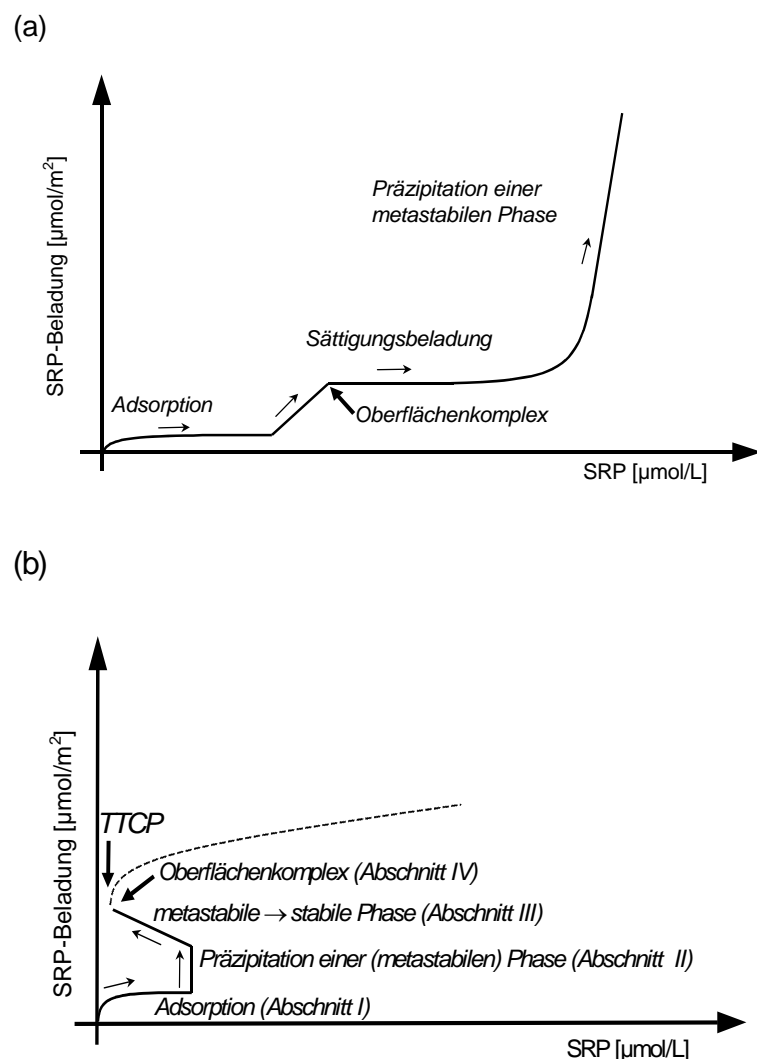 (a)
SRP-Beladung [µmol/m²]
Präzipitation einer
metastabilen Phase
Sättigungsbeladung
Adsorption
Oberflächenkomplex
SRP [µmol/L]
(b)
SRP-Beladung [µmol/m²]
TTCP
Oberflächenkomplex (Abschnitt IV)
metastabile → stabile Phase (Abschnitt III)
Präzipitation einer (metastabilen) Phase (Abschnitt II)
Adsorption (Abschnitt I)
SRP [µmol/L]